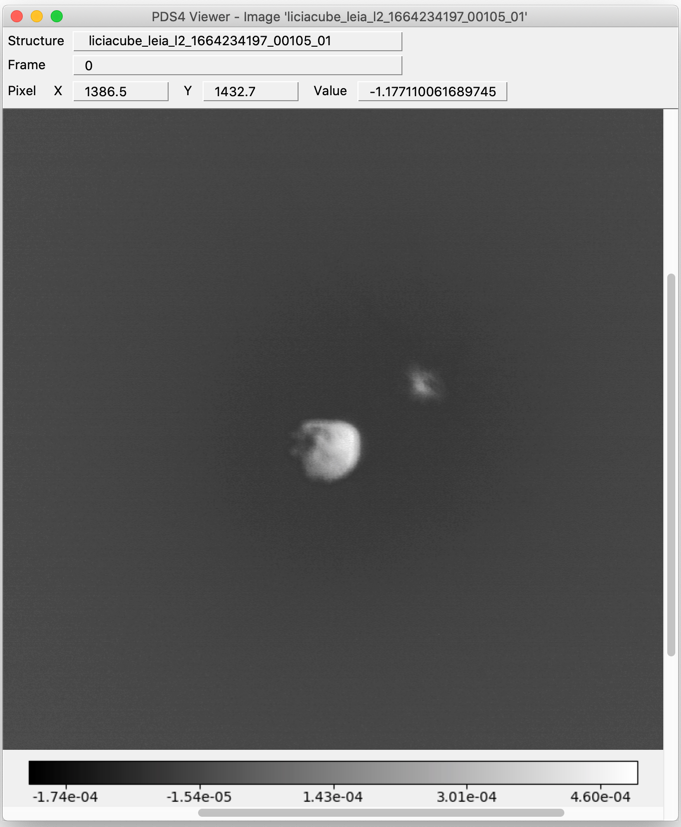 PDS4 Viewer - Image 'liciacube_leia_l2_1664234197_00105_01'
Structure liciacube_leia_l2_1664234197_00105_01
Frame 0
Pixel X 1386.5 Y 1432.7 Value -1.177110061689745
-1.74e-04 -1.54e-05 1.43e-04 3.01e-04 4.60e-04